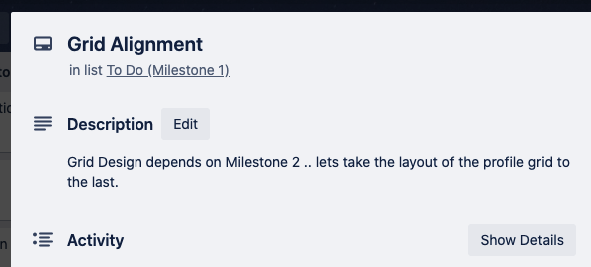 Grid Alignment
in list To Do (Milestone 1)
Description Edit
Grid Design depends on Milestone 2 .. lets take the layout of the profile grid to
the last.
Activity Show Details